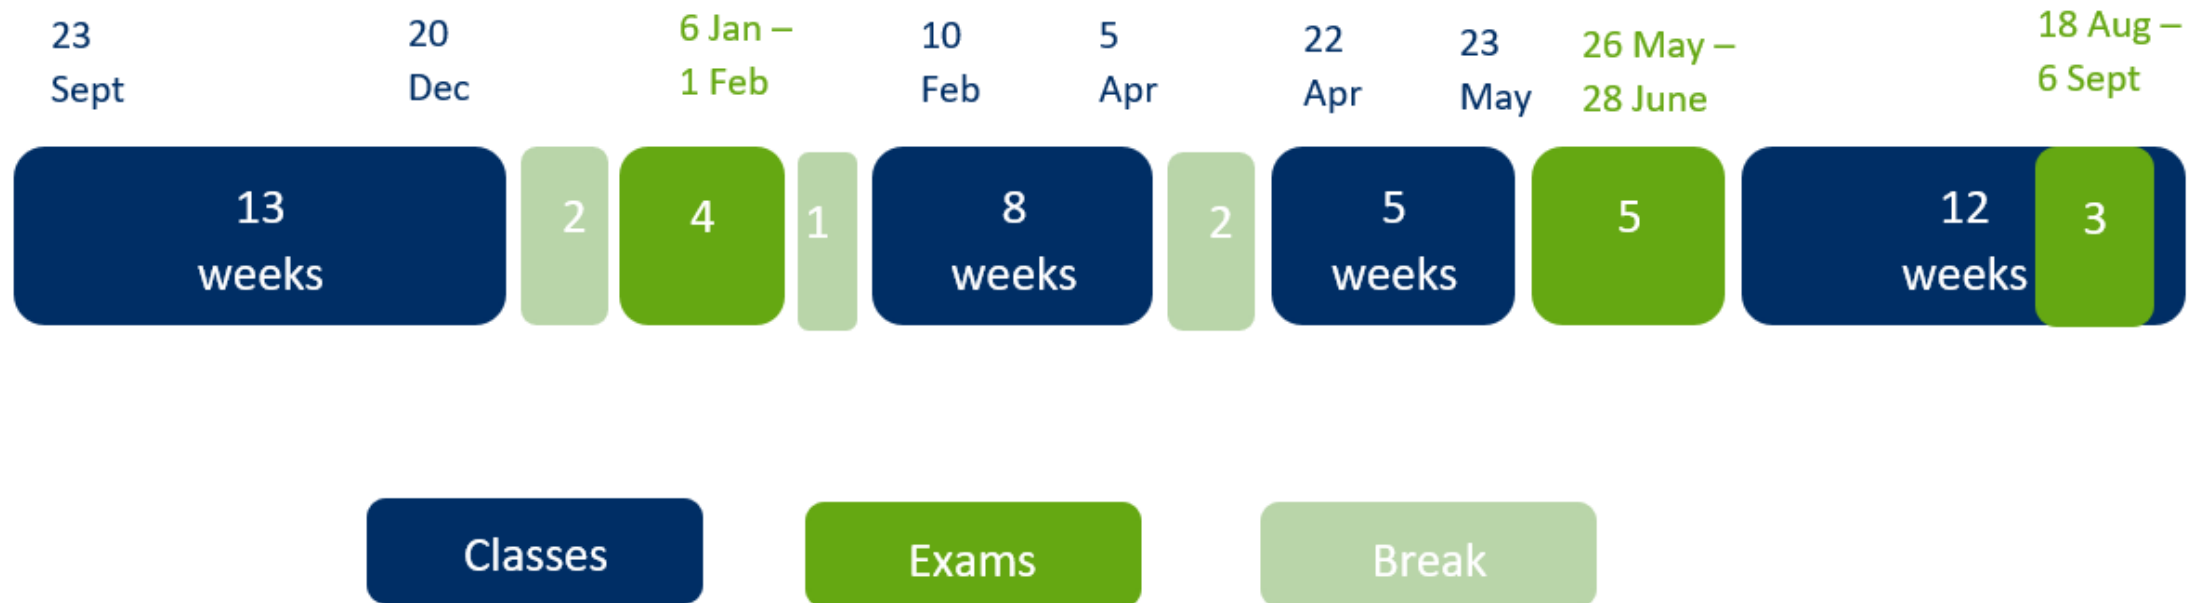 23
Sept
20
Dec
6 Jan –
1 Feb
10
Feb
5
Apr
22
Apr
23
May
26 May –
28 June
18 Aug –
6 Sept
13
weeks
2
4
1
8
weeks
2
5
weeks
5
12
weeks
3
Classes
Exams
Break